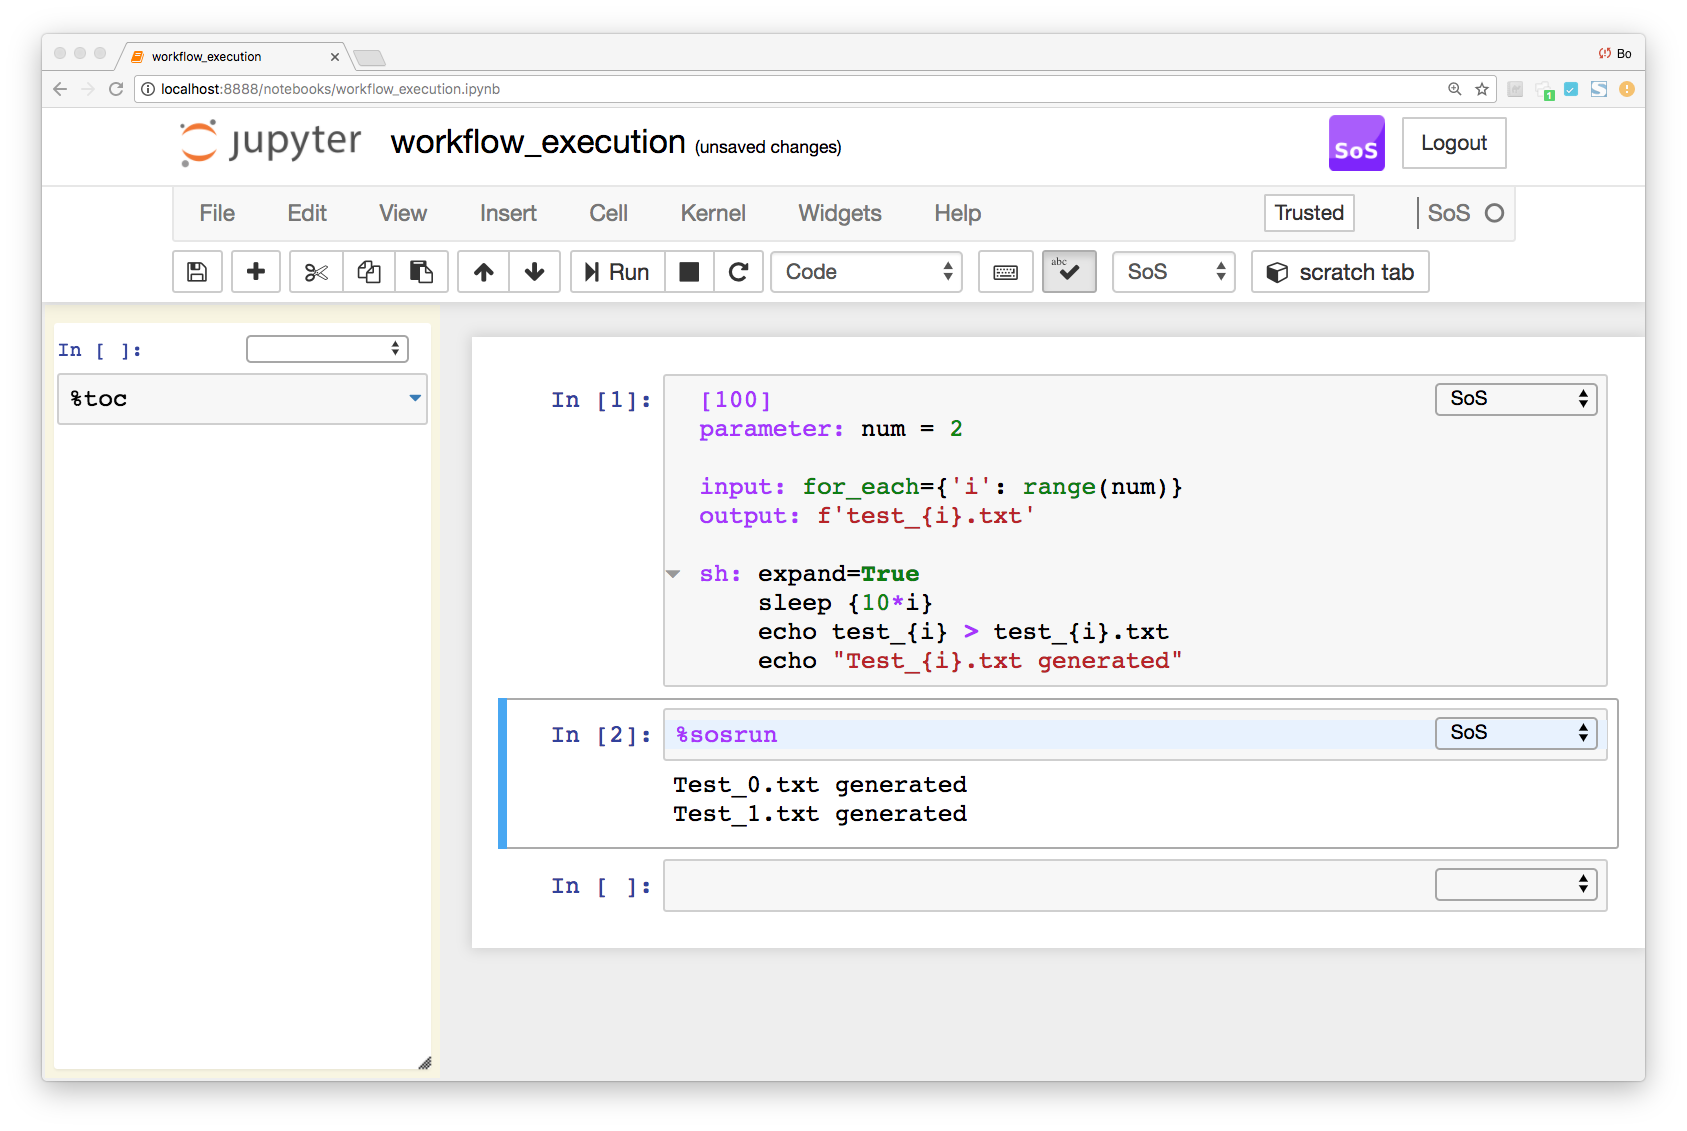 workflow_execution
Bo
localhost:8888/notebooks/workflow_execution.ipynb
1
jupyter workflow_execution (unsaved changes)
SoS
Logout
File Edit View Insert Cell Kernel Widgets Help
Trusted
SoS
Run
Code
abc
SoS
scratch tab
In [ ]:
%toc
In [1]:
SoS
[100]
parameter: num = 2
input: for_each={'i': range(num)}
output: f'test_{i}.txt'
sh: expand=True
sleep {10*i}
echo test_{i} > test_{i}.txt
echo "Test_{i}.txt generated"
In [2]:
%sosrun
SoS
Test_0.txt generated
Test_1.txt generated
In [ ]: